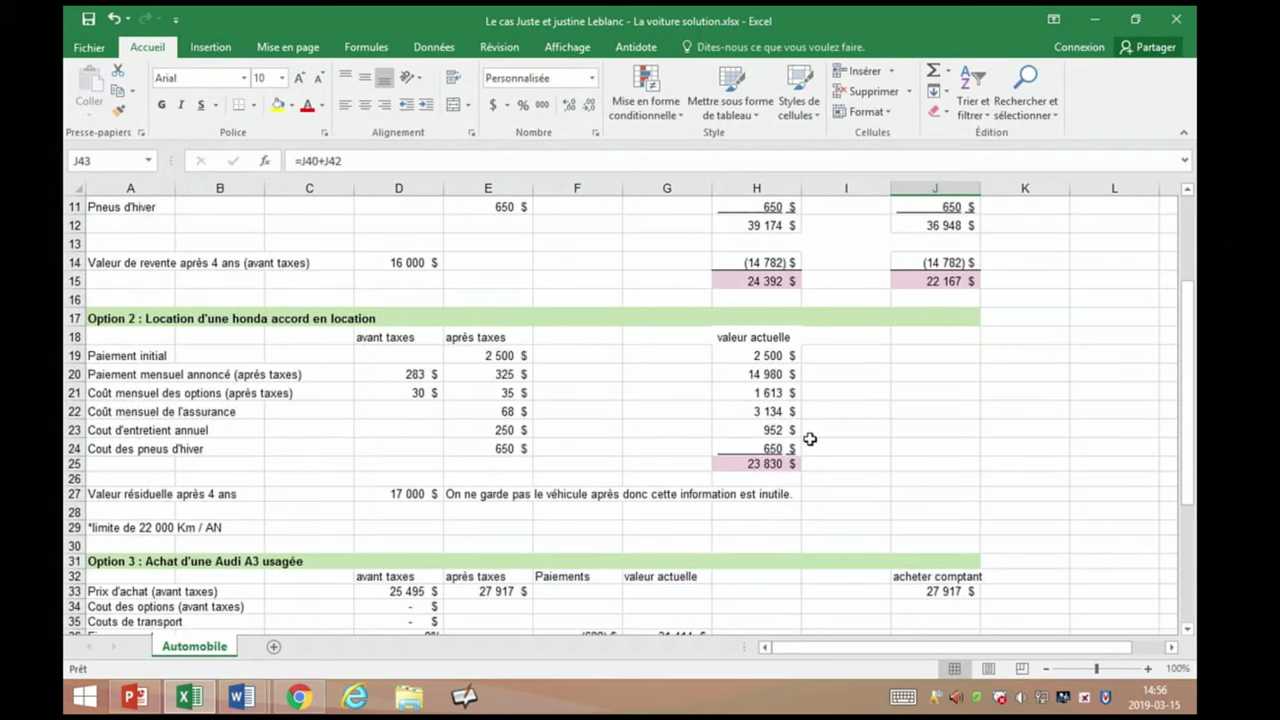 Le cas Juste et justine Leblanc - La voiture solution.xlsx - Excel
Fichier Accueil Insertion Mise en page Formules Données Révision Affichage Antidote Dites-nous ce que vous voulez faire. Connexion Partager
Coller
Arial 10
G I S
Personnalisée
$ % 000
Mise en forme conditionnelle
Mettre sous forme de tableau
Styles de cellules
Insérer
Supprimer
Format
Trier et filtrer
Rechercher et sélectionner
Presse-papiers Police Alignement Nombre Style Cellules Édition
J43 fx =J40+J42
A B C D E F G H I J K L
11 Pneus d'hiver 650 $ 650 $ 650 $
12 39 174 $ 36 948 $
13
14 Valeur de revente après 4 ans (avant taxes) 16 000 $ (14 782) $ (14 782) $
15 24 392 $ 22 167 $
16
17 Option 2 : Location d'une honda accord en location
18 avant taxes après taxes valeur actuelle
19 Paiement initial 2 500 $ 2 500 $
20 Paiement mensuel annoncé (après taxes) 283 $ 325 $ 14 980 $
21 Coût mensuel des options (après taxes) 30 $ 35 $ 1 613 $
22 Coût mensuel de l'assurance 68 $ 3 134 $
23 Cout d'entretient annuel 250 $ 952 $
24 Cout des pneus d'hiver 650 $ 650 $
25 23 830 $
26
27 Valeur résiduelle après 4 ans 17 000 $ On ne garde pas le véhicule après donc cette information est inutile.
28
29 *limite de 22 000 Km / AN
30
31 Option 3 : Achat d'une Audi A3 usagée
32 avant taxes après taxes Paiements valeur actuelle acheter comptant
33 Prix d'achat (avant taxes) 25 495 $ 27 917 $ 27 917 $
34 Cout des options (avant taxes) - $
35 Couts de transport - $
Automobile
Prêt 100%
14:56
2019-03-15